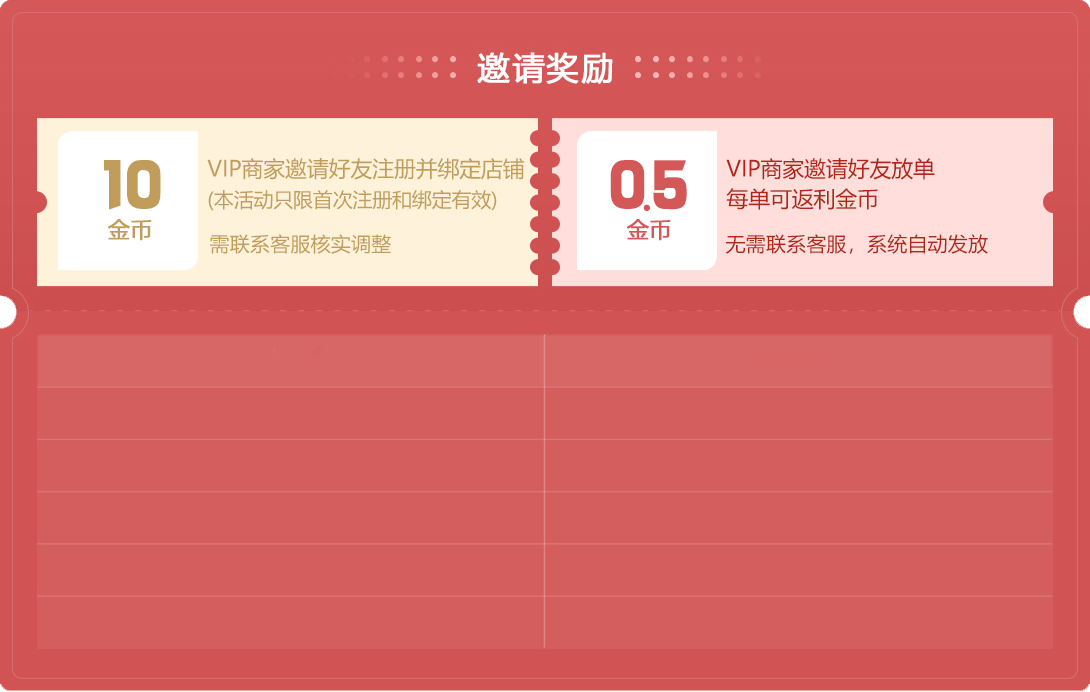 邀请奖励
10
金币
VIP商家邀请好友注册并绑定店铺
(本活动只限首次注册和绑定有效)
需联系客服核实调整
0.5
金币
VIP商家邀请好友放单
每单可返利金币
无需联系客服，系统自动发放